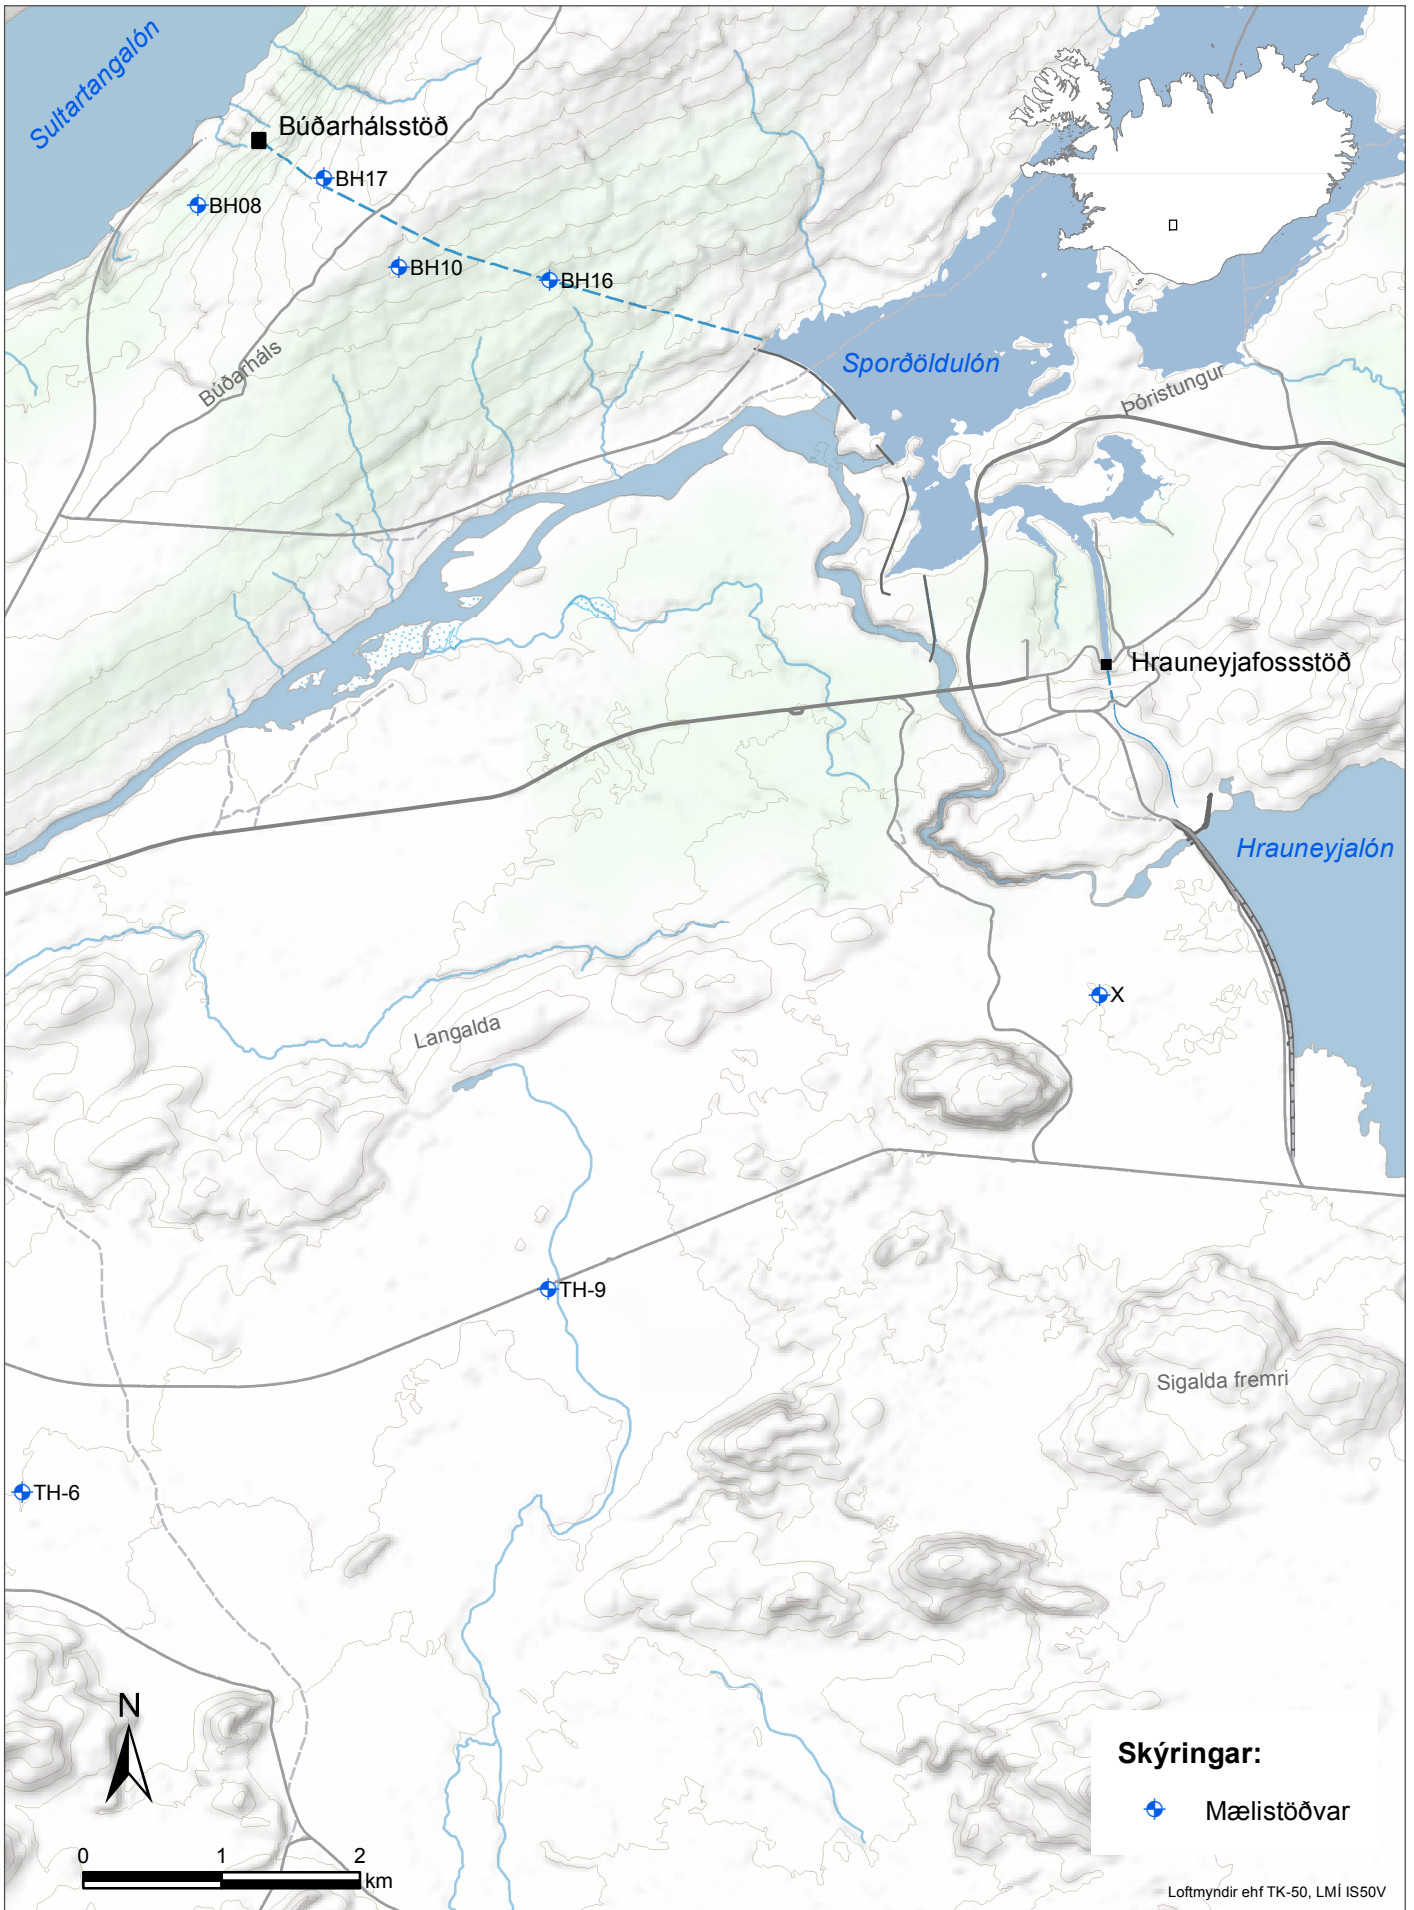 Sultartangalón
Búðarhálsstöð
BH17
BH08
BH10
BH16
Búðarháls
Sporðöldulón
Þóristungur
Hrauneyjafossstöð
Hrauneyjalón
X
Langalda
TH-9
Sigalda fremri
TH-6
N
Skýringar:
Mælistöðvar
0 1 2
km
Loftmyndir ehf TK-50, LMÍ IS50V